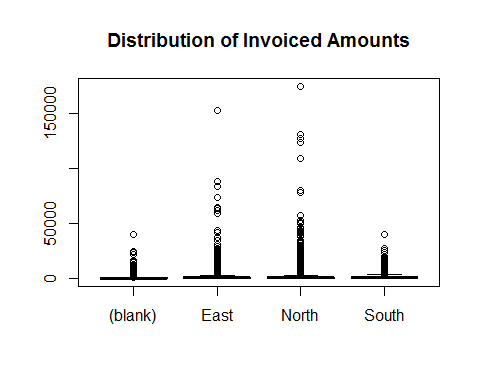 Distribution of Invoiced Amounts
150000
50000
0
(blank) East North South